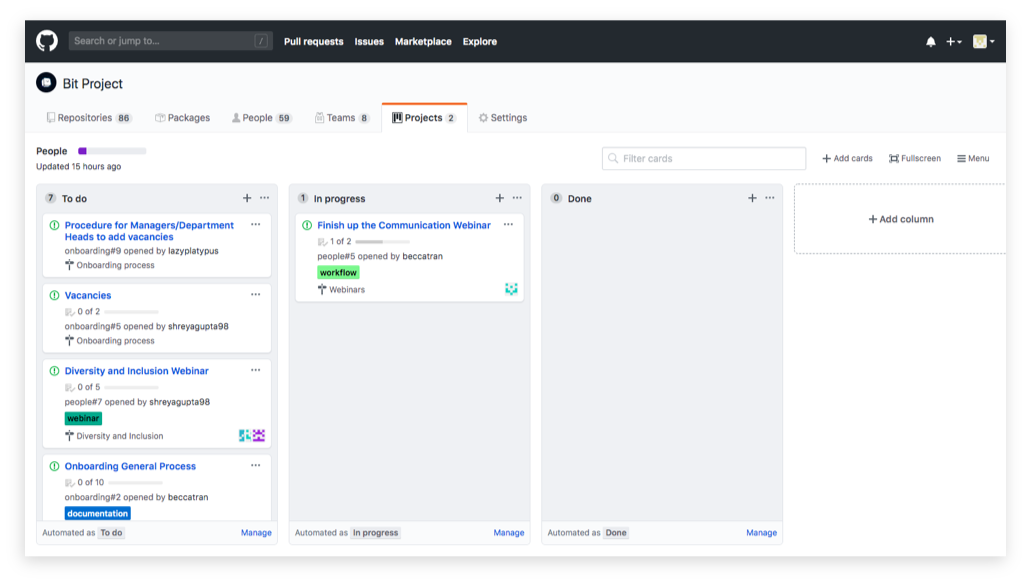 Search or jump to... /
Pull requests Issues Marketplace Explore
Bit Project
Repositories 86 Packages People 59 Teams 8 Projects 2 Settings
People
Updated 15 hours ago
Filter cards
Add cards Fullscreen Menu
7 To do
Procedure for Managers/Department
Heads to add vacancies
onboarding#9 opened by lazyplatypus
Onboarding process
Vacancies
0 of 2
onboarding#5 opened by shreyagupta98
Onboarding process
Diversity and Inclusion Webinar
0 of 5
people#7 opened by shreyagupta98
webinar
Diversity and Inclusion
Onboarding General Process
0 of 10
onboarding#2 opened by beccatran
documentation
Automated as To do Manage
1 In progress
Finish up the Communication Webinar
1 of 2
people#5 opened by beccatran
workflow
Webinars
Automated as In progress Manage
0 Done
Automated as Done Manage
Add column